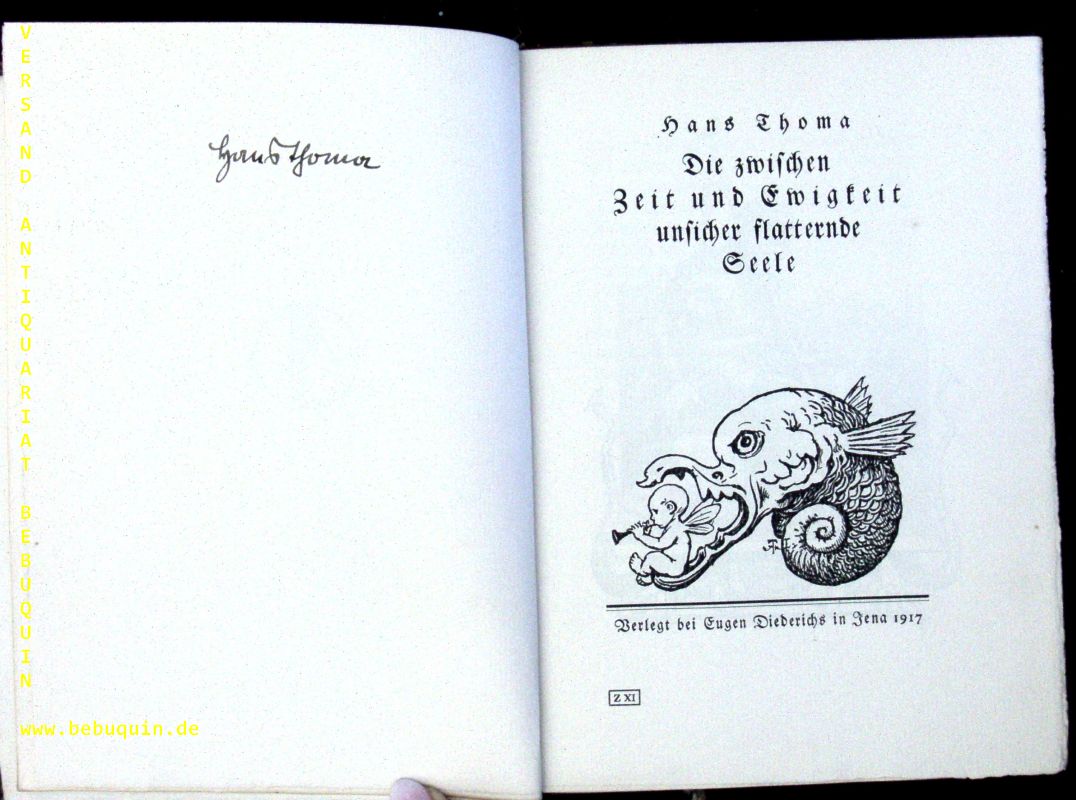 VERSAND ANTIQUARIAT BEBUQUIN
www.bebuquin.de
Hans Thoma
Hans Thoma
Die zwiſchen
Zeit und Ewigkeit
unſicher flatternde
Seele
Verlegt bei Eugen Diederichs in Jena 1917
Z XI